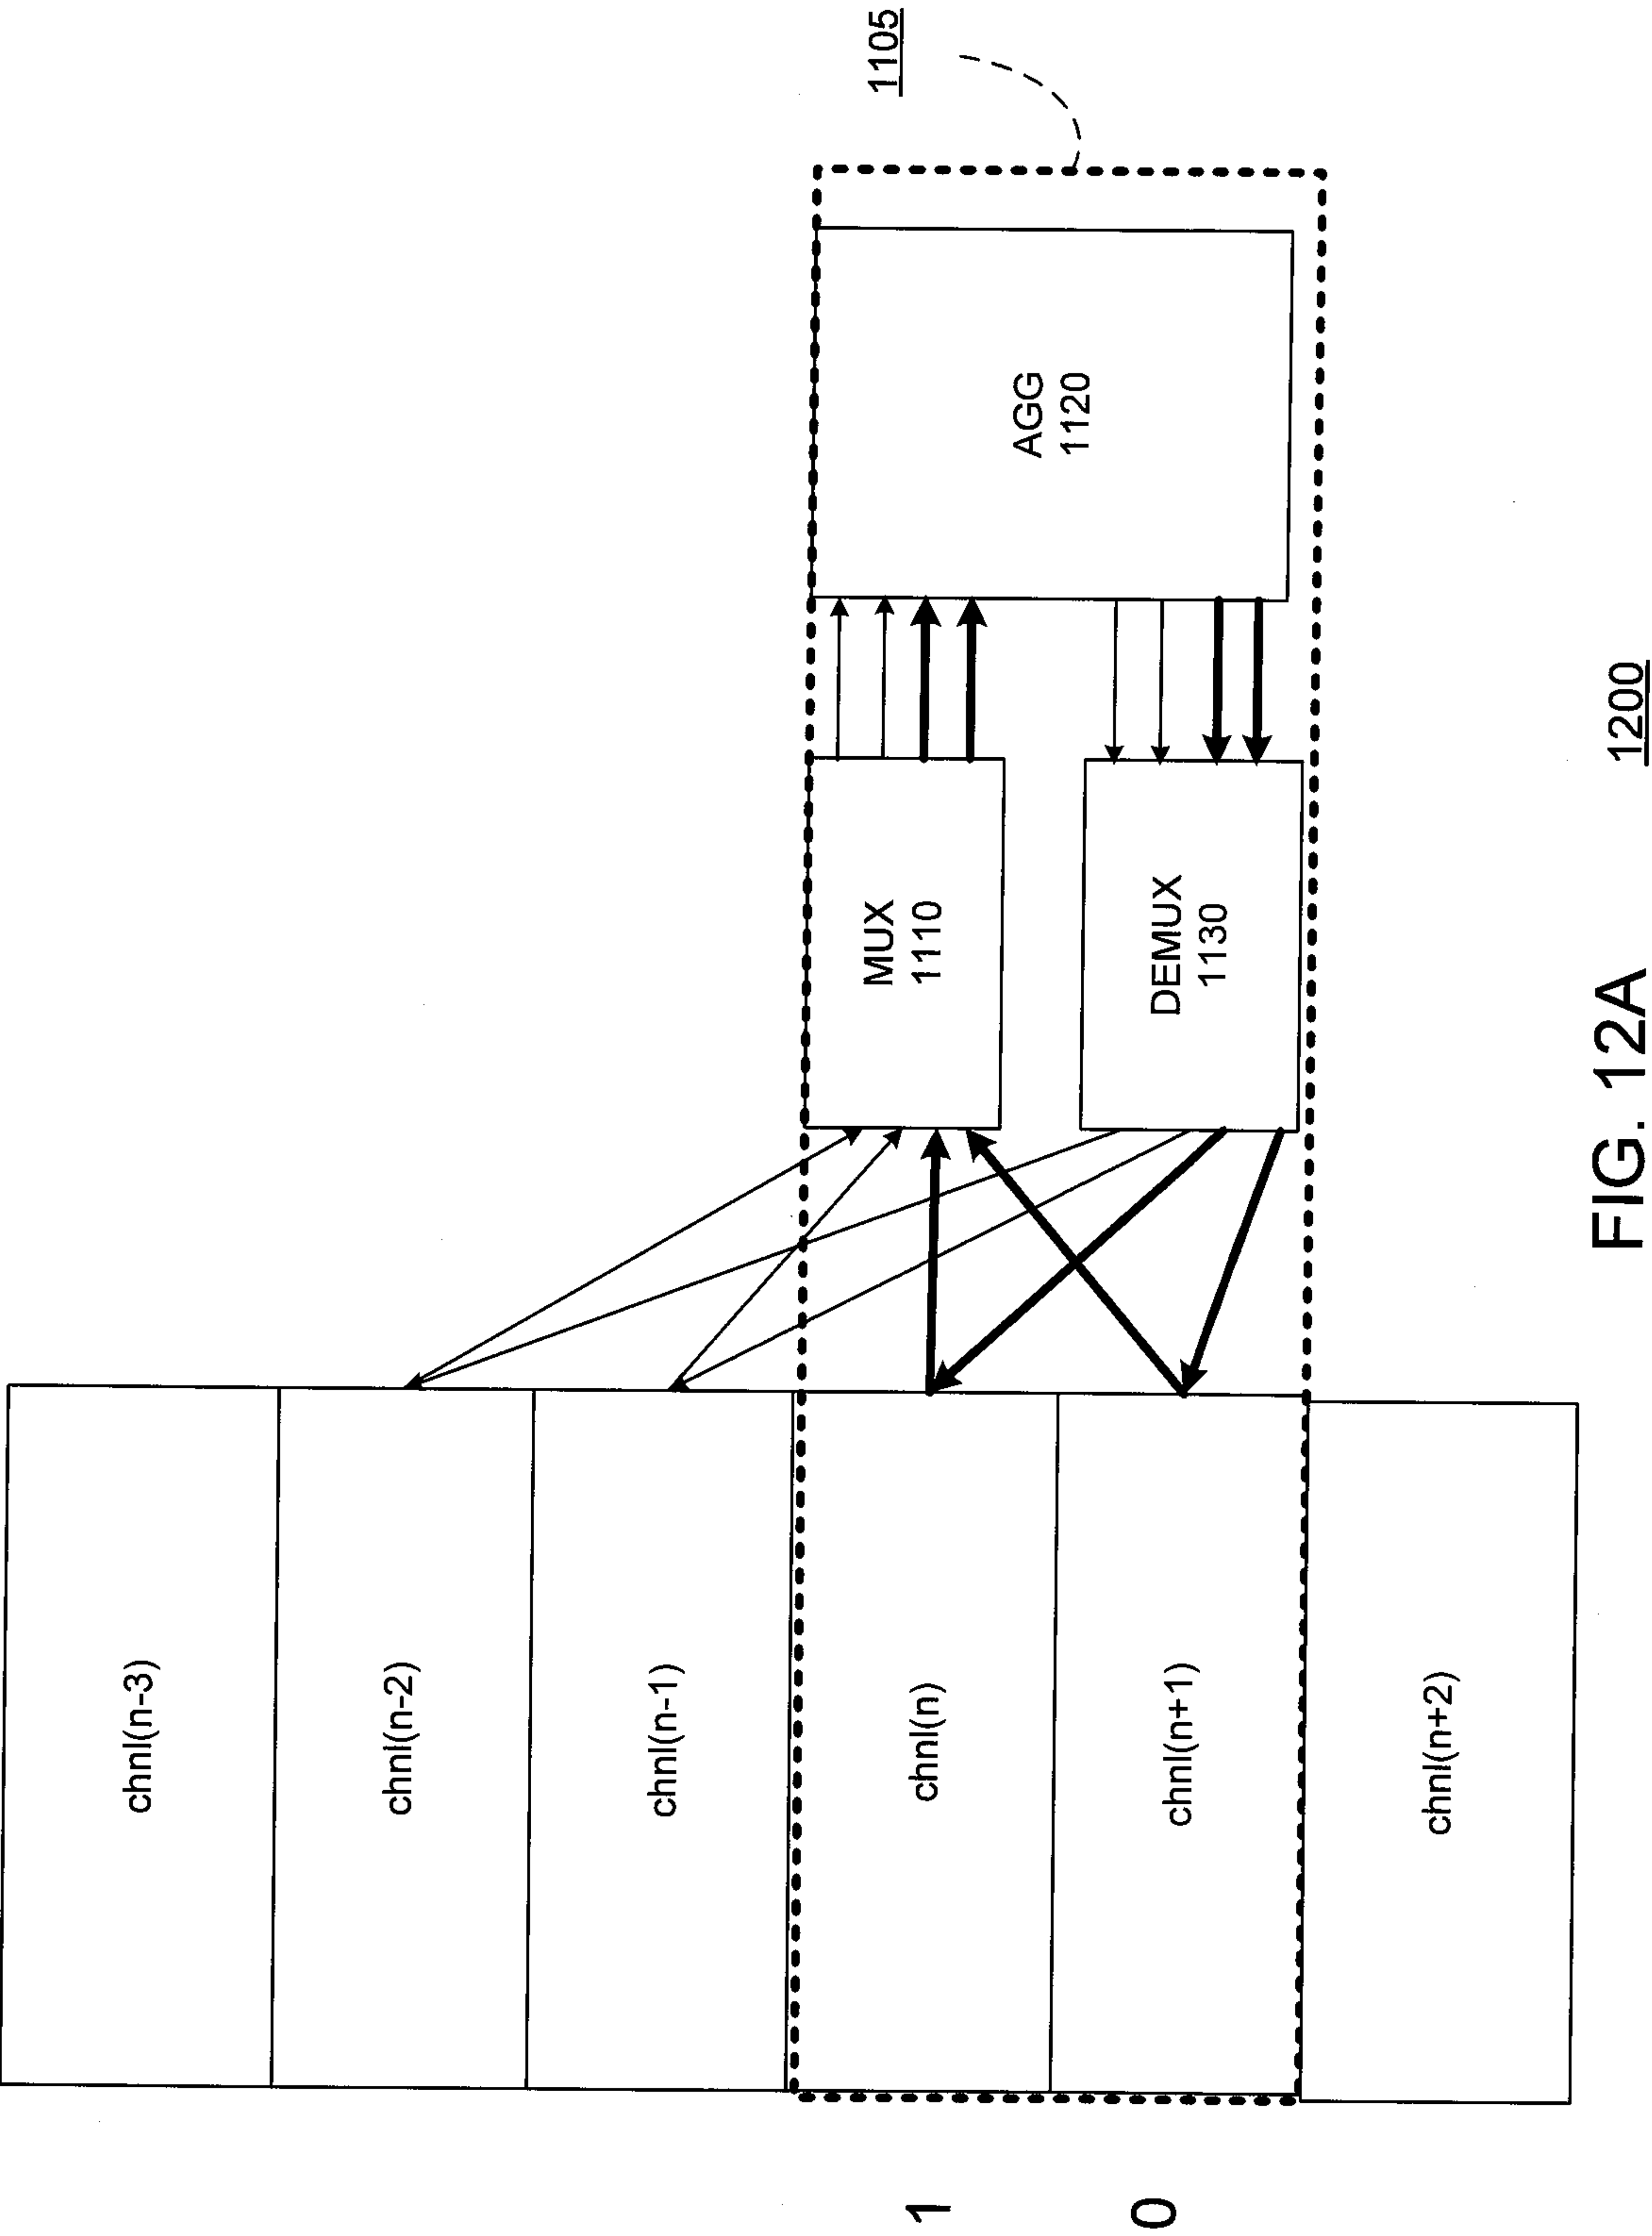 chnl(n-3)
chnl(n-2)
chnl(n-1)
1
chnl(n)
0
chnl(n+1)
chnl(n+2)
MUX
1110
DEMUX
1130
AGG
1120
1105
FIG. 12A
1200